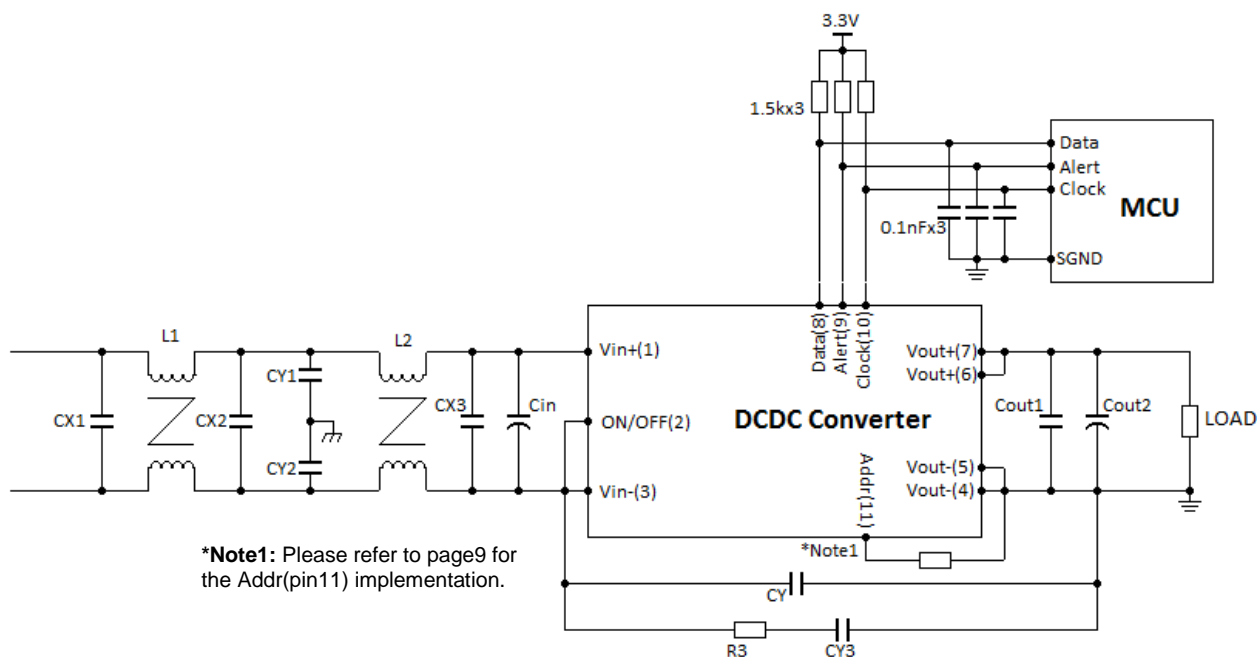 3.3V
1.5kx3
Data
Alert
Clock
MCU
0.1nFx3
SGND
Data(8)
Alert(9)
Clock(10)
L1
L2
CX1
CX2
CY1
CY2
CX3
Cin
Vin+(1)
ON/OFF(2)
Vin-(3)
DCDC Converter
Addr(11)
Vout+(7)
Vout+(6)
Vout-(5)
Vout-(4)
Cout1
Cout2
LOAD
*Note1
*Note1: Please refer to page9 for
the Addr(pin11) implementation.
CY
R3
CY3